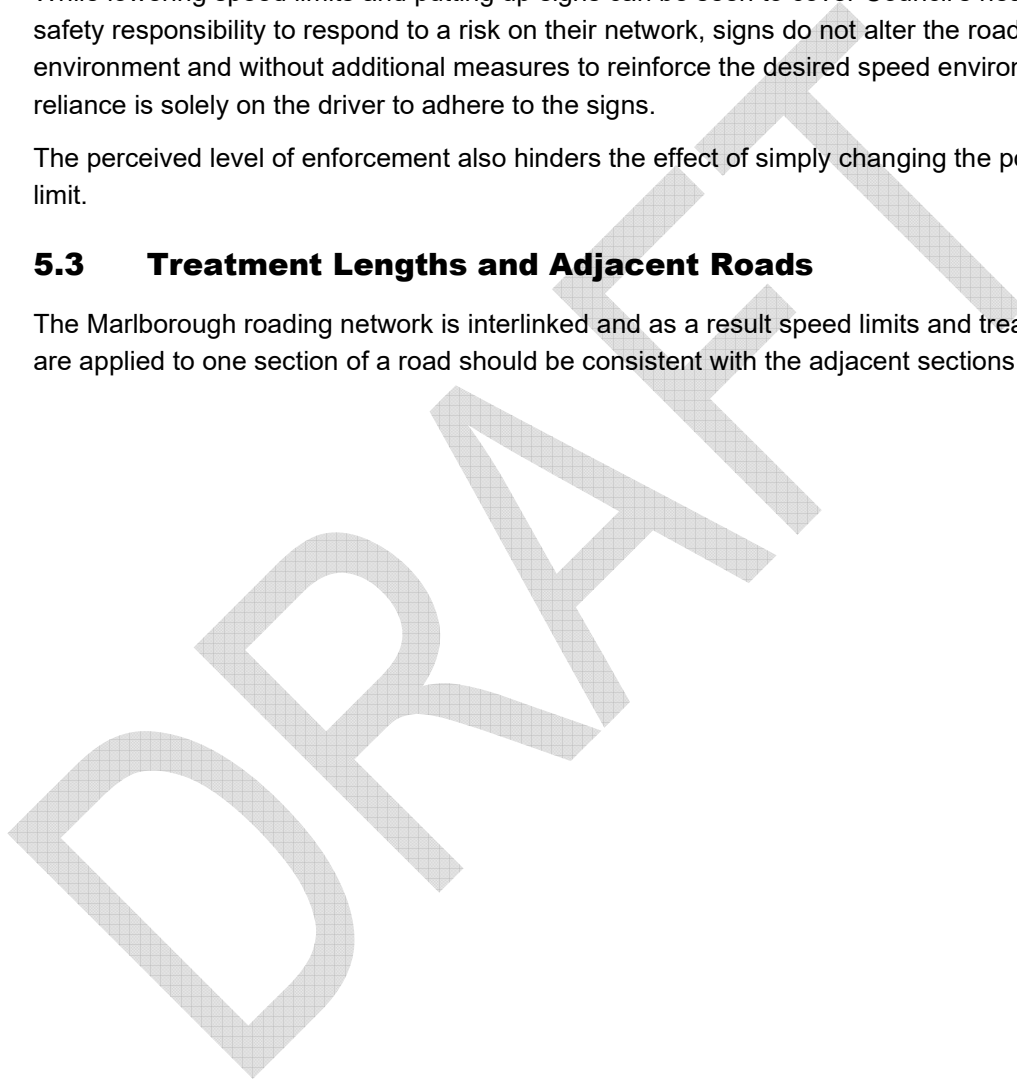 safety responsibility to respond to a risk on their network, signs do not alter the road
environment and without additional measures to reinforce the desired speed
reliance is solely on the driver to adhere to the signs.
The perceived level of enforcement also hinders the effect of simply changing the
limit.
5.3 Treatment Lengths and Adjacent Roads
The Marlborough roading network is interlinked and as a result speed limits and
are applied to one section of a road should be consistent with the adjacent sections
DRAFT